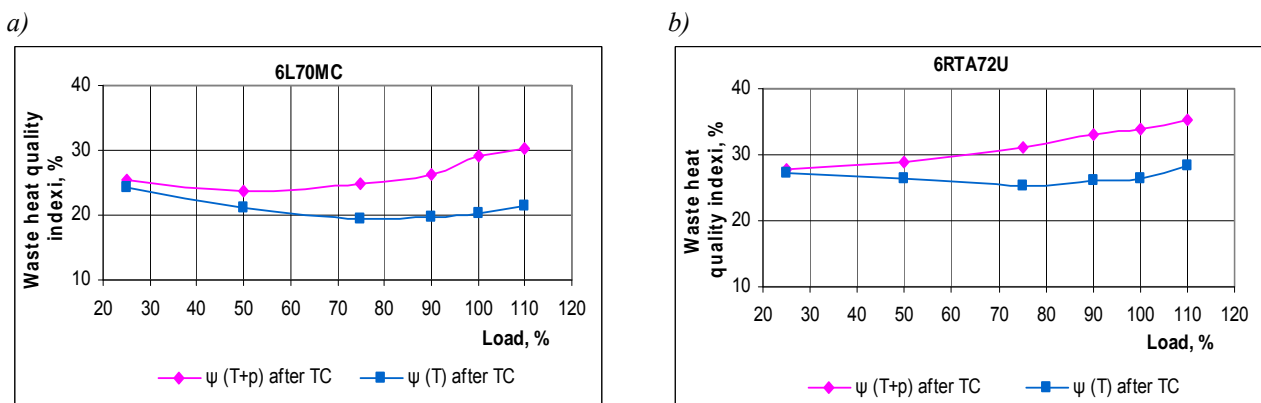 a)
6L70MC
Waste heat quality
indexi, %
40
30
20
10
20 30 40 50 60 70 80 90 100 110 120
Load, %
ψ (T+p) after TC ψ (T) after TC
b)
6RTA72U
Waste heat
quality indexi, %
40
30
20
10
20 30 40 50 60 70 80 90 100 110 120
Load, %
ψ (T+p) after TC ψ (T) after TC